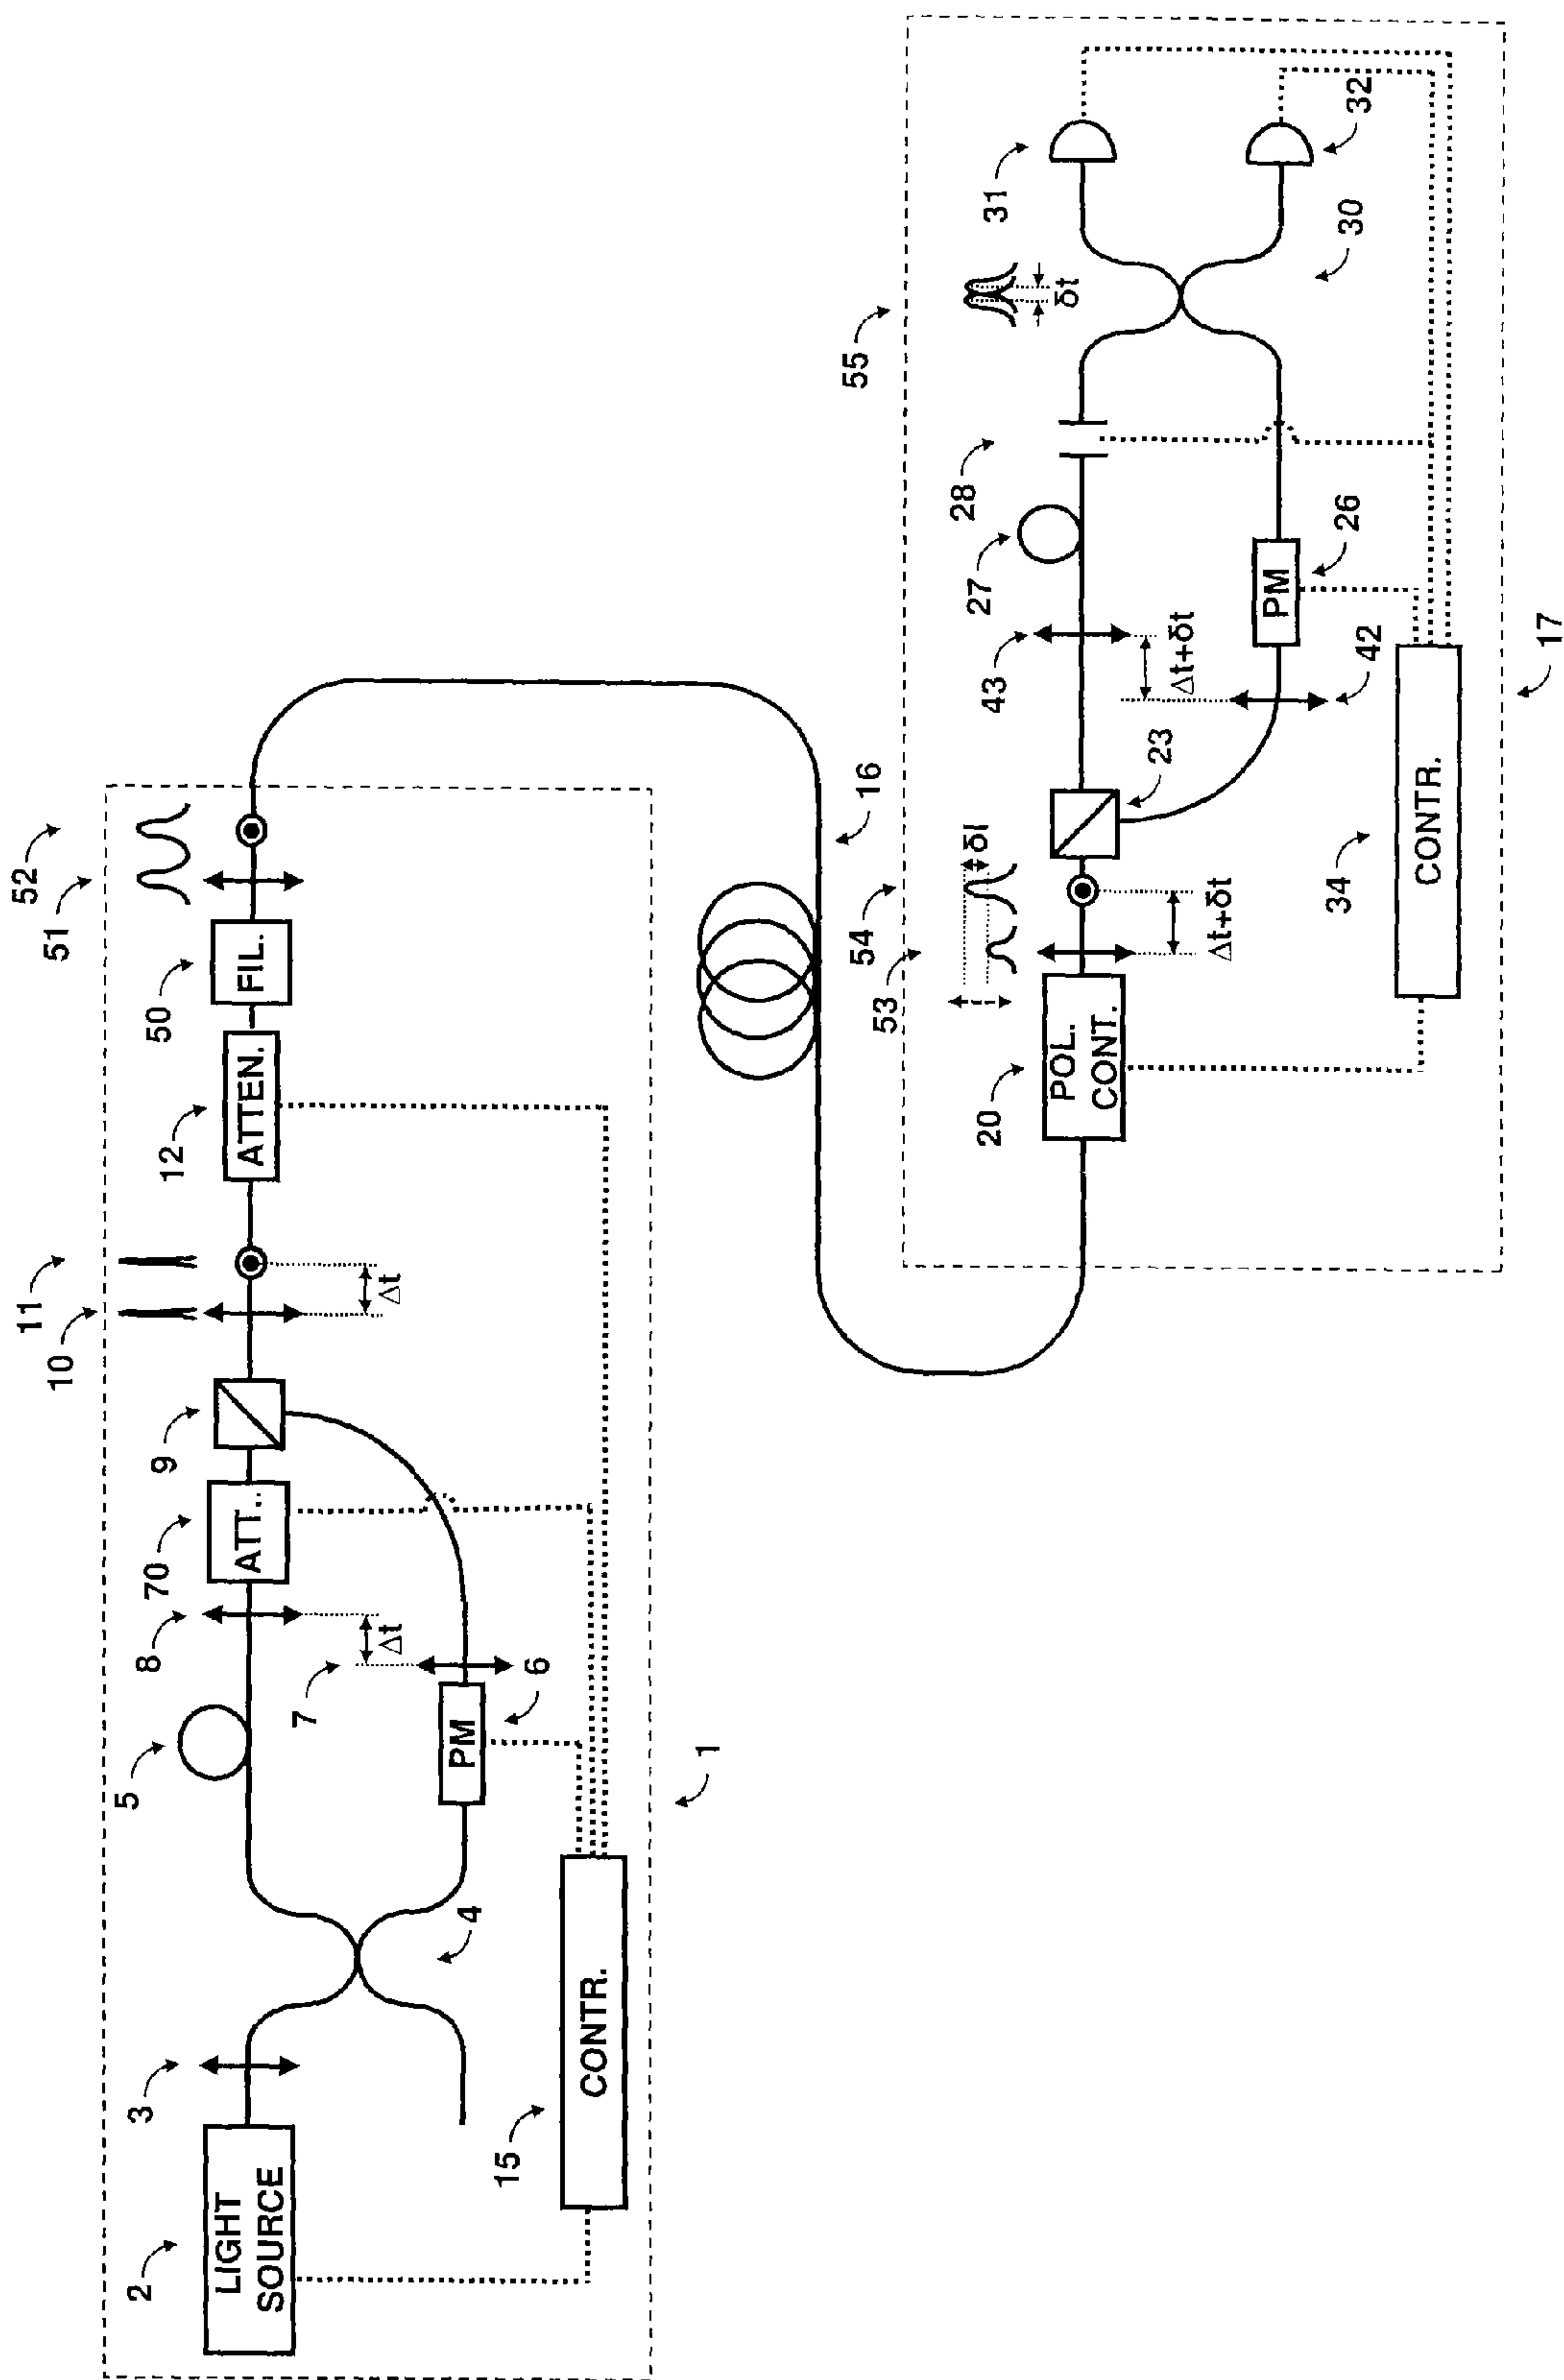 2
LIGHT
SOURCE
3
4
5
PM
6
7
8
Δt
70
ATT..
9
10
11
Δt
12
ATTEN.
50
FIL.
51
52
15
CONTR.
1
16
20
POL.
CONT.
53
54
δI
Δt+δt
23
43
Δt+δt
42
27
28
PM
26
55
δt
30
31
32
34
CONTR.
17